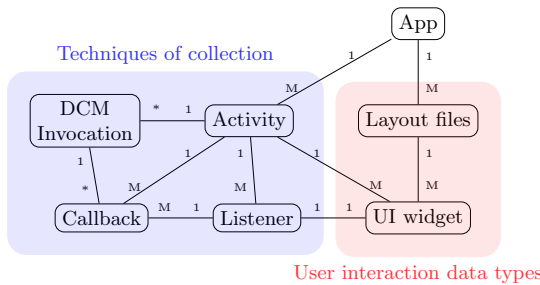 App
Techniques of collection
1
1
M
M
DCM
Invocation
*
1
Activity
Layout files
1
1
1
1
1
*
M
M
M
M
Callback
M
1
Listener
1
1
UI widget
User interaction data types